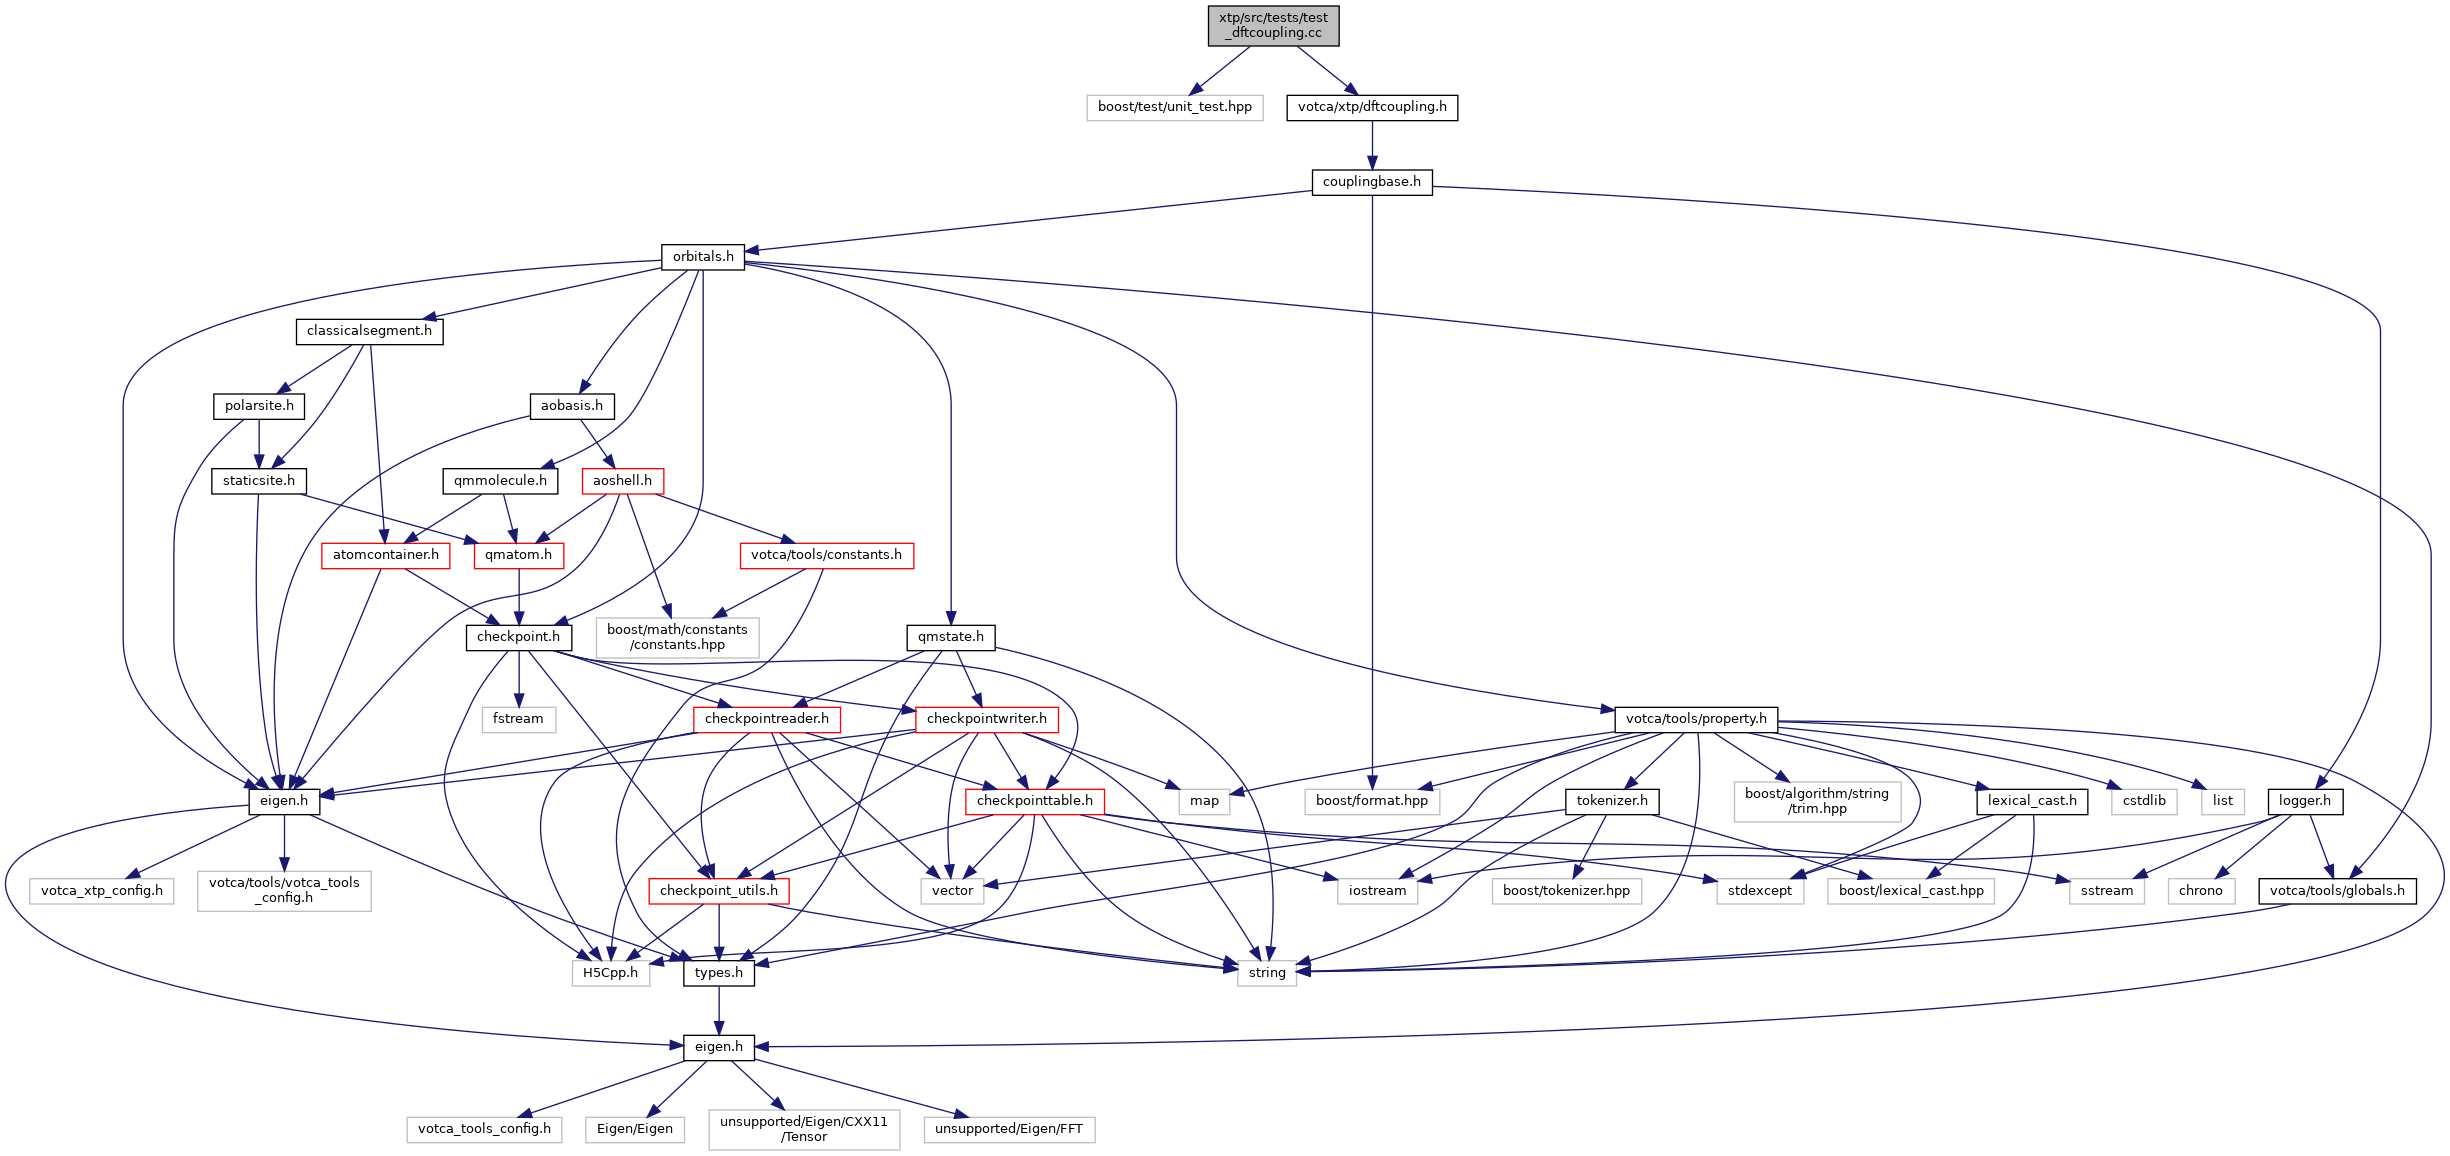 xtp/src/tests/test
_dftcoupling.cc
boost/test/unit_test.hpp
votca/xtp/dftcoupling.h
couplingbase.h
orbitals.h
classicalsegment.h
polarsite.h
aobasis.h
staticsite.h
qmmolecule.h
aoshell.h
atomcontainer.h
qmatom.h
votca/tools/constants.h
checkpoint.h
boost/math/constants
/constants.hpp
qmstate.h
fstream
checkpointreader.h
checkpointwriter.h
votca/tools/property.h
eigen.h
checkpointtable.h
map
boost/format.hpp
tokenizer.h
boost/algorithm/string
/trim.hpp
lexical_cast.h
cstdlib
list
logger.h
votca_xtp_config.h
votca/tools/votca_tools
_config.h
checkpoint_utils.h
vector
iostream
boost/tokenizer.hpp
stdexcept
boost/lexical_cast.hpp
sstream
chrono
votca/tools/globals.h
H5Cpp.h
types.h
string
eigen.h
votca_tools_config.h
Eigen/Eigen
unsupported/Eigen/CXX11
/Tensor
unsupported/Eigen/FFT